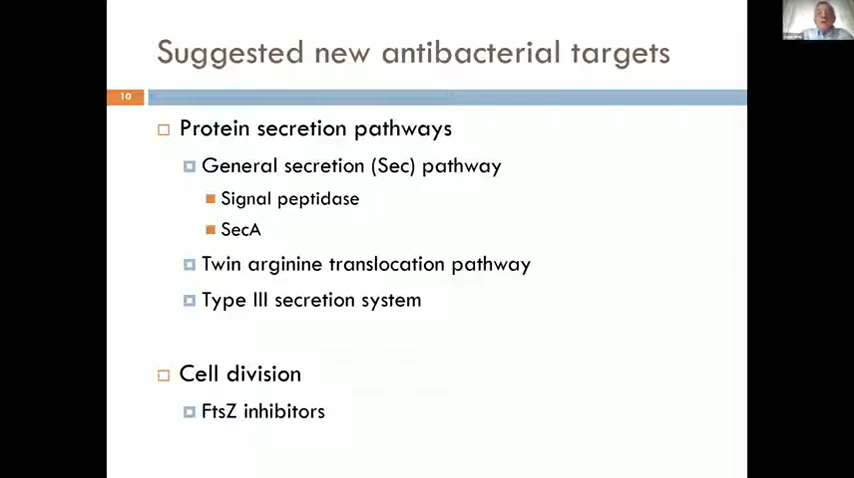 Suggested new antibacterial targets
10
Protein secretion pathways
General secretion (Sec) pathway
Signal peptidase
SecA
Twin arginine translocation pathway
Type III secretion system
Cell division
FtsZ inhibitors